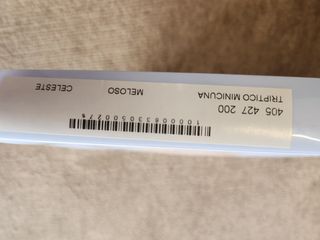 405 427 200
TRIPTICO MINICUNA
MELOSO
CELESTE